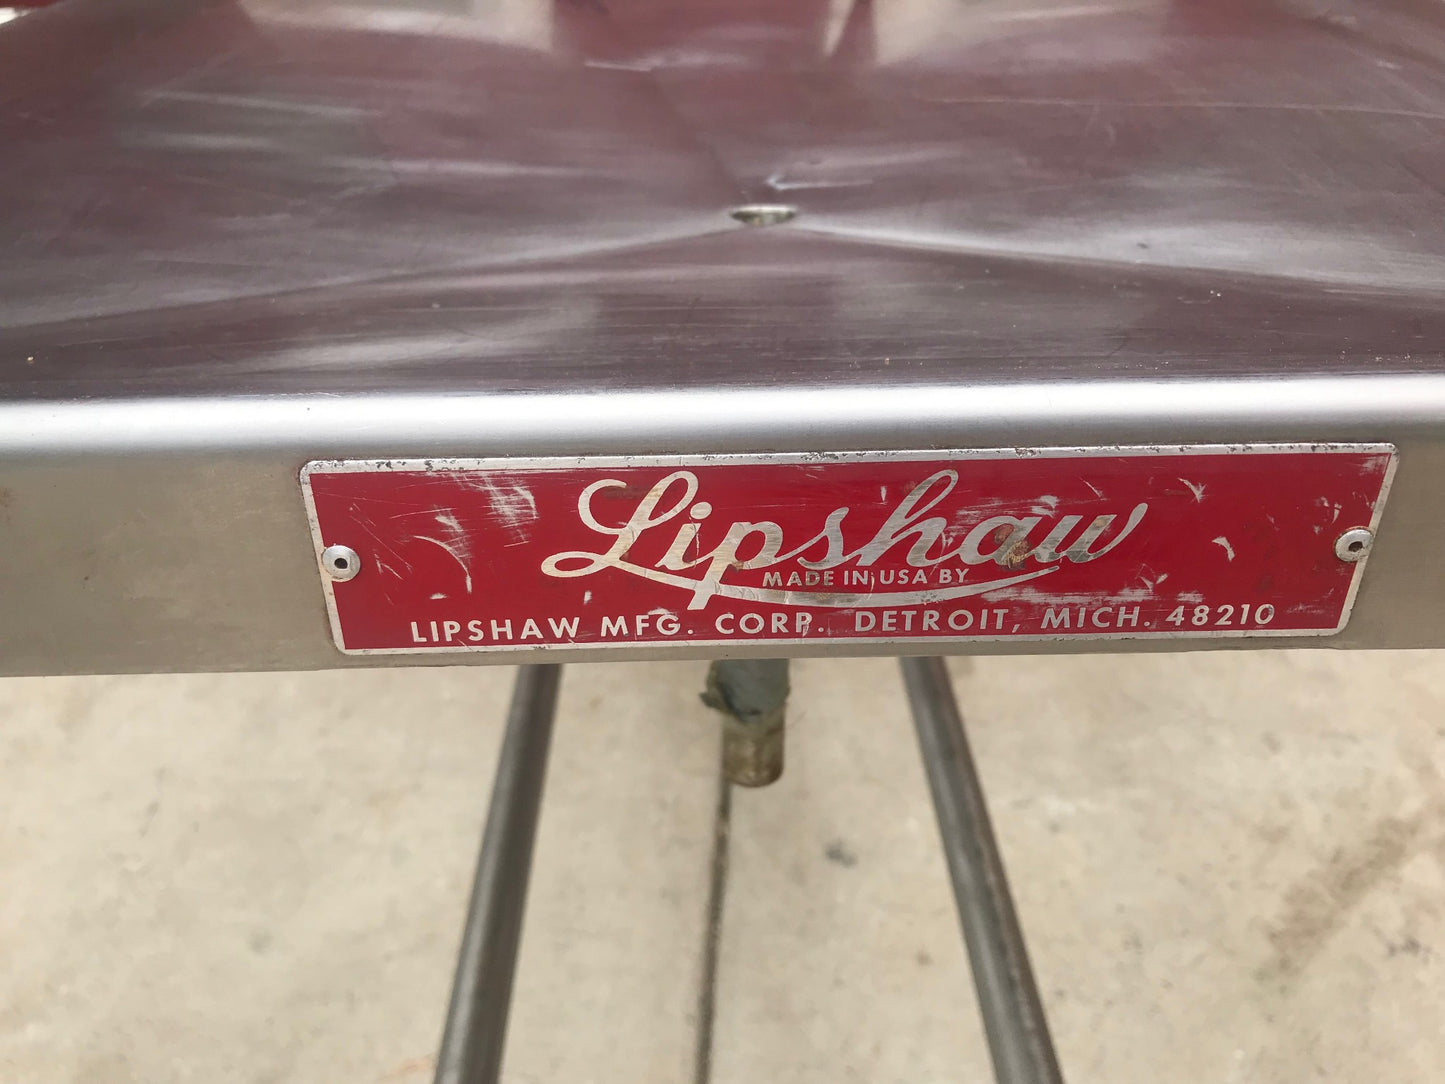 Lipshaw
MADE IN USA BY
LIPSHAW MFG. CORP. DETROIT, MICH. 48210